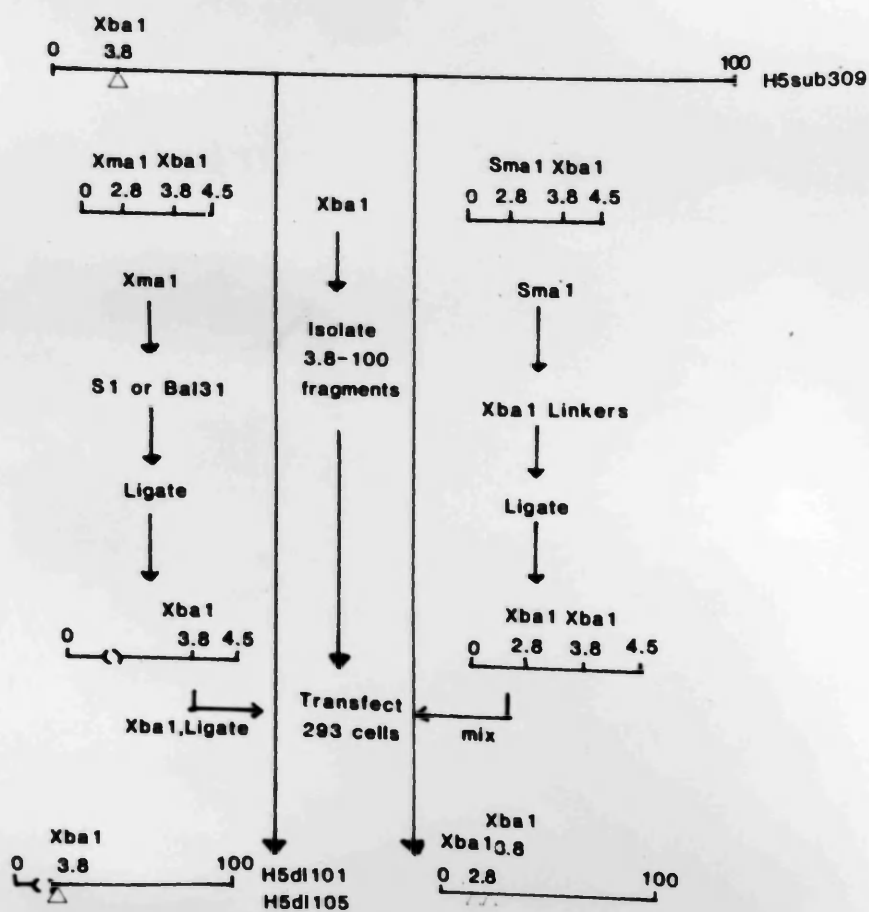 Xba1
0 3.8 100
H5sub309
Xma1 Xba1
0 2.8 3.8 4.5
Xma1
S1 or Bal31
Ligate
Xba1
0 3.8 4.5
Xba1,Ligate
Xba1
Isolate
3.8-100
fragments
Transfect
293 cells
Sma1 Xba1
0 2.8 3.8 4.5
Sma1
Xba1 Linkers
Ligate
Xba1 Xba1
0 2.8 3.8 4.5
mix
Xba1
0 3.8 100
H5dl101
H5dl105
Xba1
Xba1 3.8
0 2.8 100